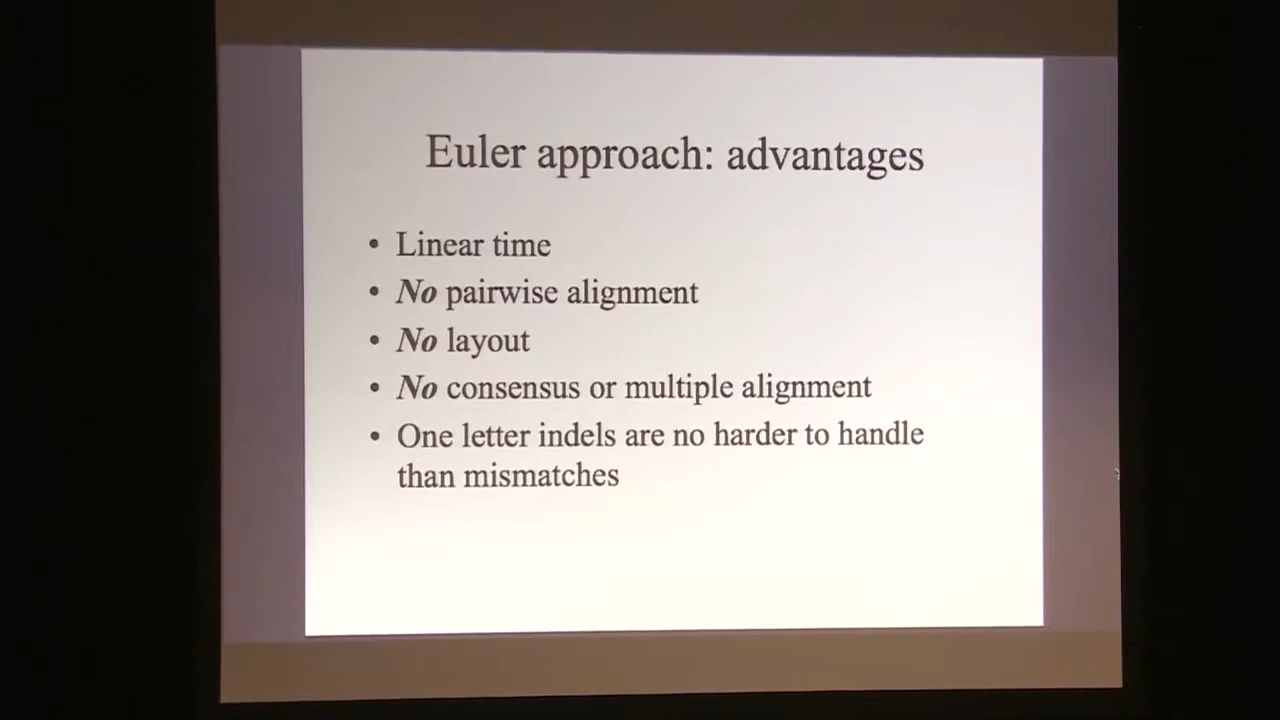 Euler approach: advantages
• Linear time
• No pairwise alignment
• No layout
• No consensus or multiple alignment
• One letter indels are no harder to handle
than mismatches